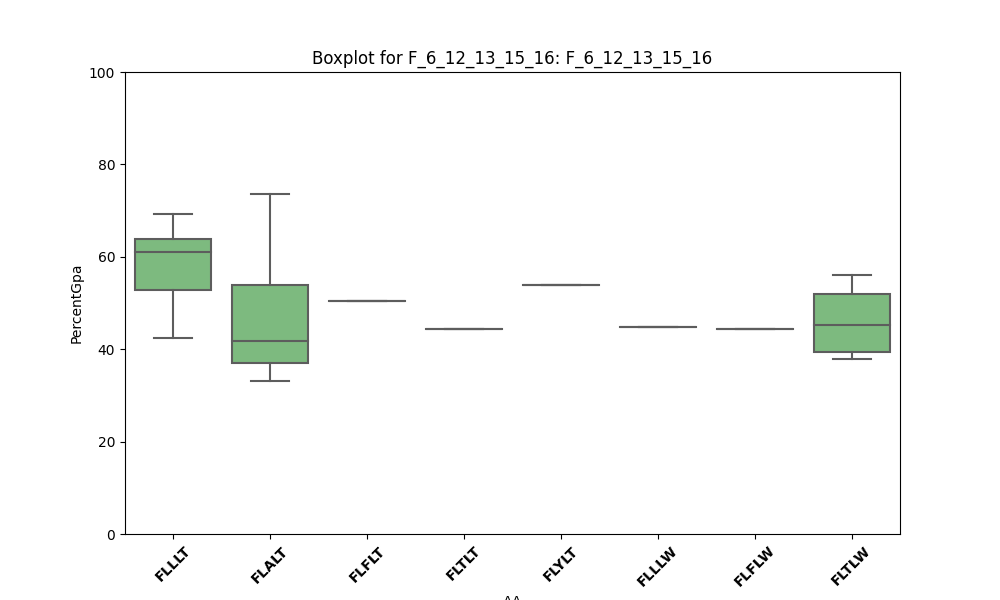 Boxplot for F_6_12_13_15_16: F_6_12_13_15_16
100
80
60
40
20
0
PercentGpa
FLLLT
FLALT
FLFLT
FLTLT
FLYLT
FLLLW
FLFLW
FLTLW
AA